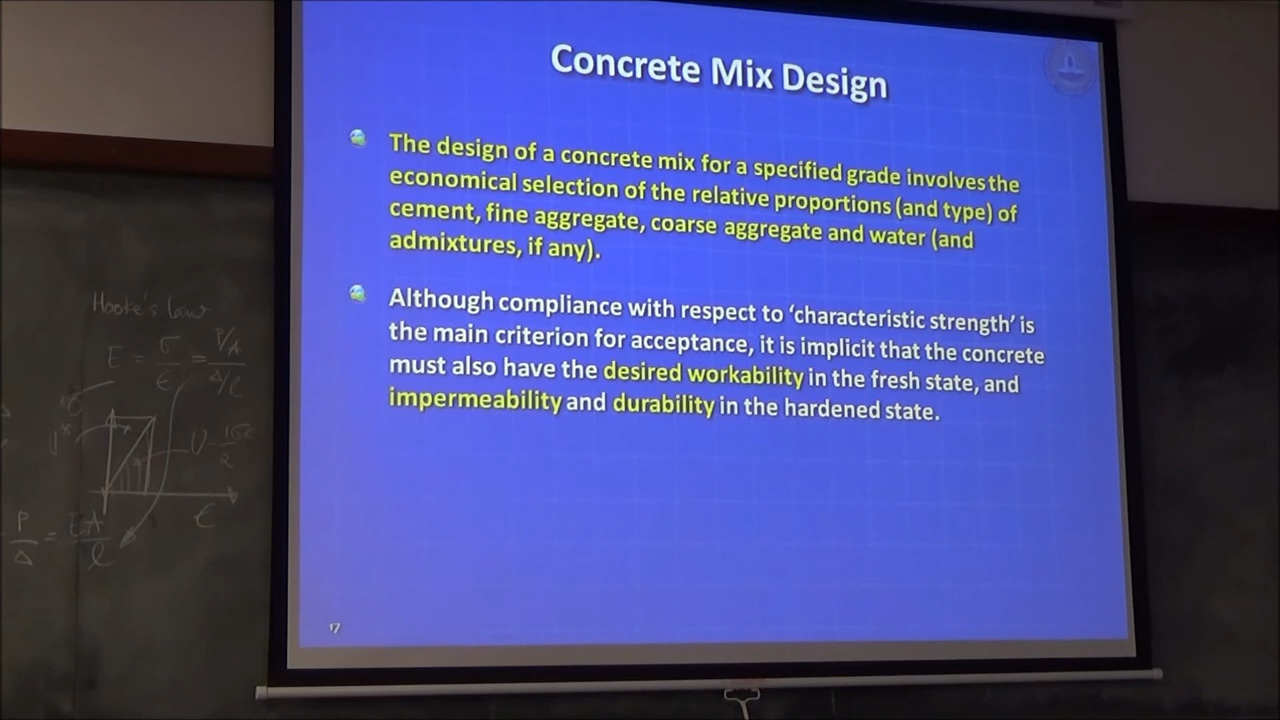 Concrete Mix Design
The design of a concrete mix for a specified grade involves the
economical selection of the relative proportions (and type) of
cement, fine aggregate, coarse aggregate and water (and
admixtures, if any).
Although compliance with respect to ‘characteristic strength’ is
the main criterion for acceptance, it is implicit that the concrete
must also have the desired workability in the fresh state, and
impermeability and durability in the hardened state.
17
Hooke's law
E = σ/ϵ = P/A / Δ/l
P/Δ = EA/l